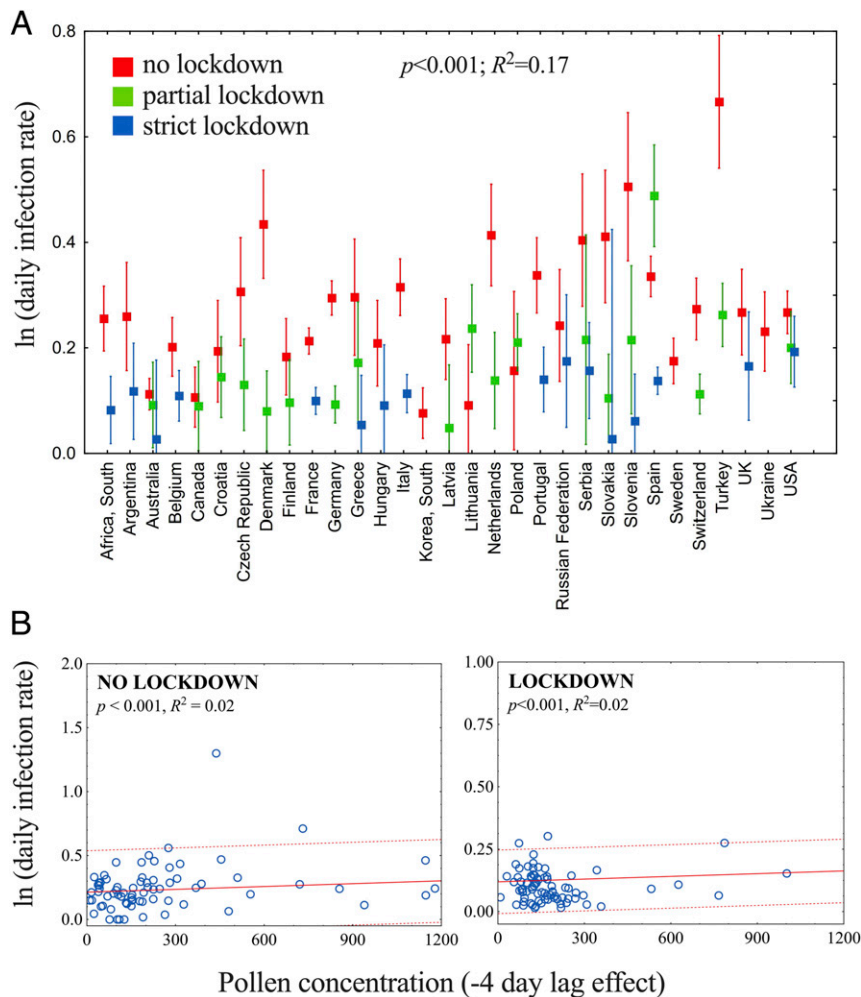 A
0.8
0.6
0.4
0.2
0.0
ln (daily infection rate)
no lockdown
partial lockdown
strict lockdown
p<0.001; R²=0.17
Africa, South
Argentina
Australia
Belgium
Canada
Croatia
Czech Republic
Denmark
Finland
France
Germany
Greece
Hungary
Italy
Korea, South
Latvia
Lithuania
Netherlands
Poland
Portugal
Russian Federation
Serbia
Slovakia
Slovenia
Spain
Sweden
Switzerland
Turkey
UK
Ukraine
USA
B
ln (daily infection rate)
2.0
1.5
1.0
0.5
0.0
NO LOCKDOWN
p < 0.001, R² = 0.02
0 300 600 900 1200
1.00
0.75
0.50
0.25
0.00
LOCKDOWN
p<0.001, R²=0.02
0 300 600 900 1200
Pollen concentration (-4 day lag effect)